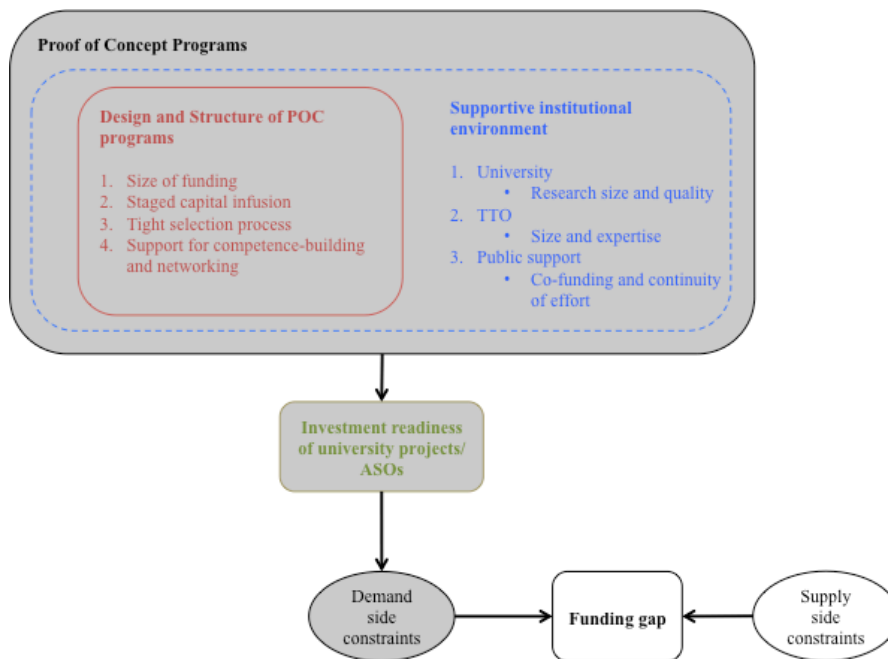 Proof of Concept Programs
Design and Structure of POC
programs
1. Size of funding
2. Staged capital infusion
3. Tight selection process
4. Support for competence-building
and networking
Supportive institutional
environment
1. University
• Research size and quality
2. TTO
• Size and expertise
3. Public support
• Co-funding and continuity
of effort
Investment readiness
of university projects/
ASOs
Demand
side
constraints
Funding gap
Supply
side
constraints